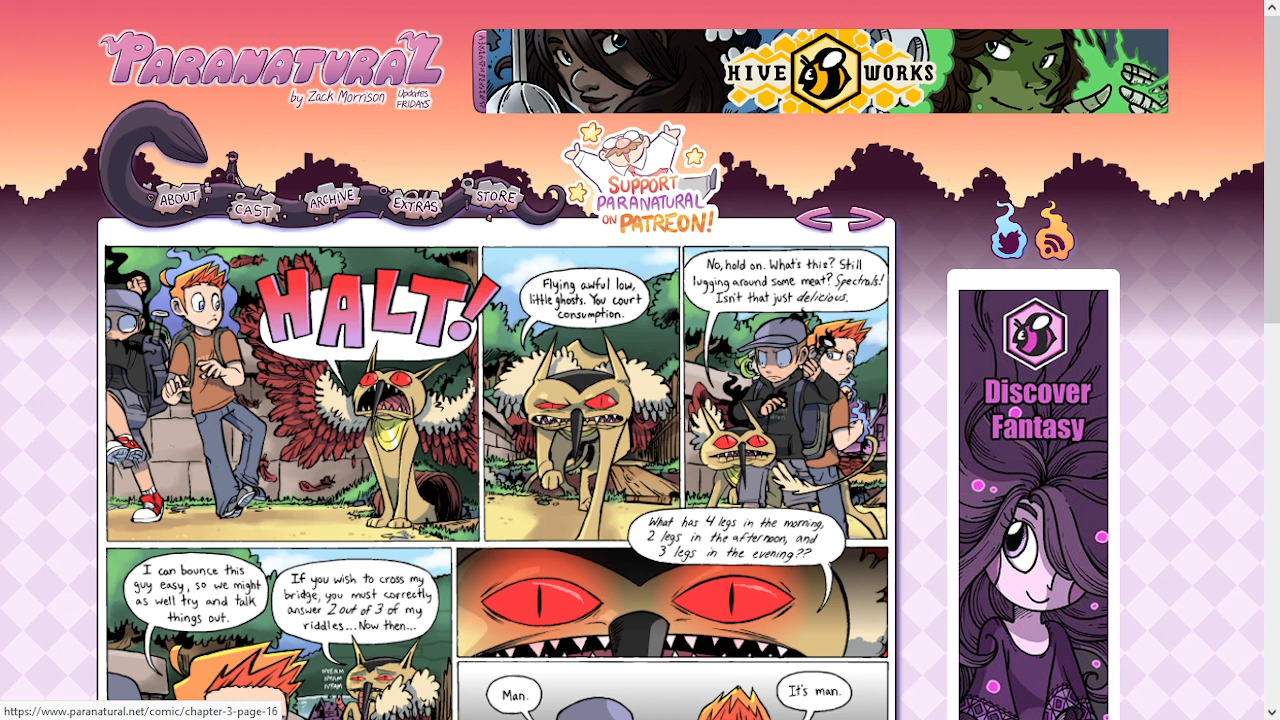 PARANATURAL
by Zack Morrison
Updates
FRIDAYS
HIVE WORKS
ABOUT
CAST
ARCHIVE
EXTRAS
STORE
SUPPORT
PARANATURAL
ON PATREON!
HALT!
Flying awful low,
little ghosts. You court
consumption.
No, hold on. What's this? Still
lugging around some meat? Spectrals!
Isn't that just delicious.
What has 4 legs in the morning,
2 legs in the afternoon, and
3 legs in the evening??
I can bounce this
guy easy, so we might
as well try and talk
things out.
If you wish to cross my
bridge, you must correctly
answer 2 out of 3 of my
riddles...Now then...
NYEAM
NYAM
NYAM
Man.
It's man.
Discover
Fantasy
https://www.paranatural.net/comic/chapter-3-page-16